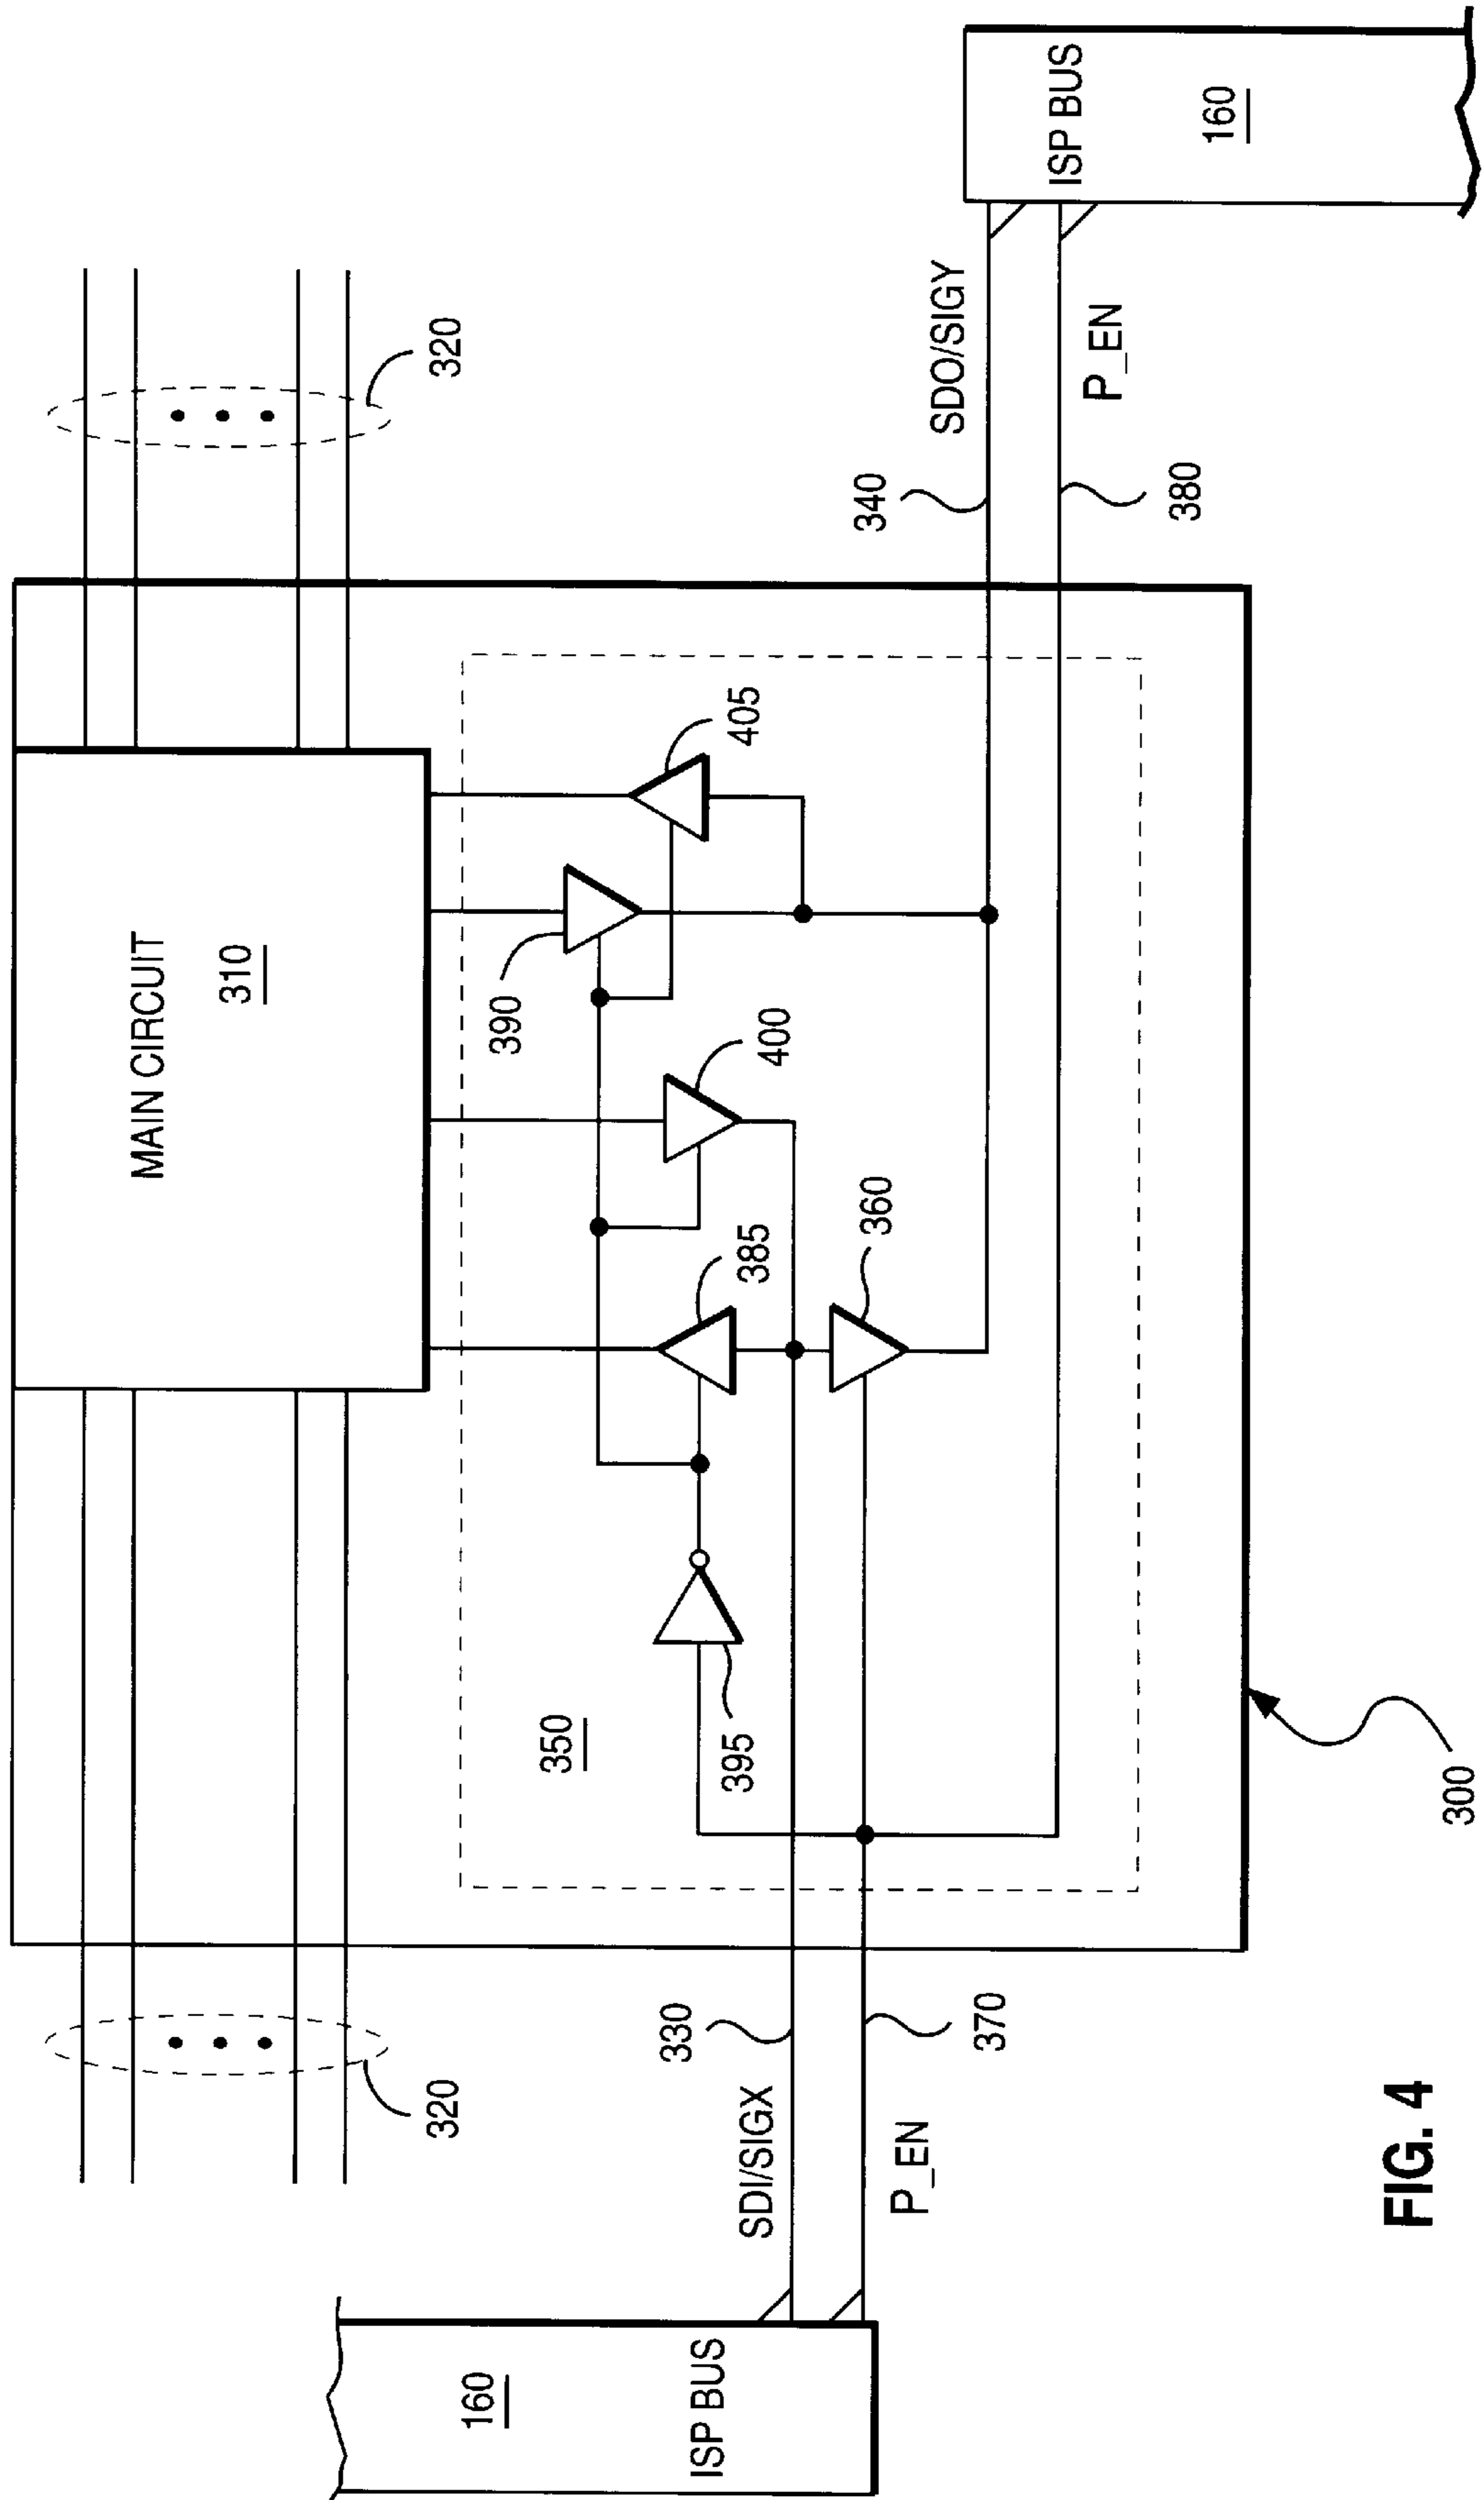 MAIN CIRCUIT
310
320
320
390
405
400
385
350
395
360
330
SDI/SIGX
370
P_EN
340
SDO/SIGY
P_EN
380
160
ISP BUS
ISP BUS
160
300
FIG. 4